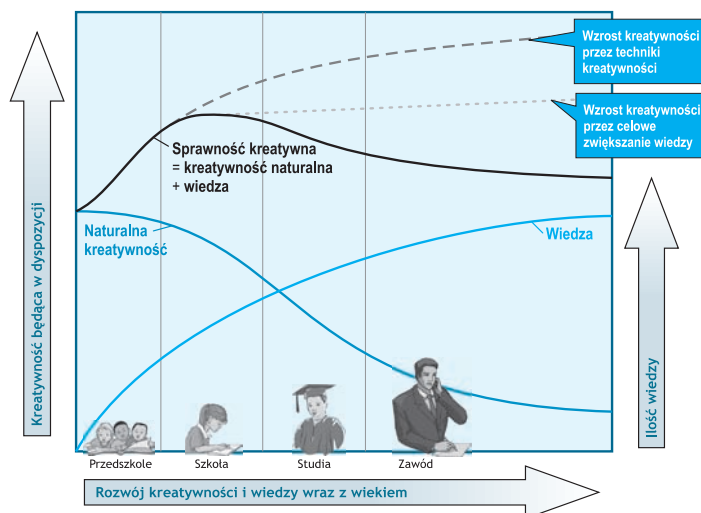 Wzrost kreatywności
przez techniki
kreatywności
Wzrost kreatywności
przez celowe
zwiększanie wiedzy
Sprawność kreatywna
= kreatywność naturalna
+ wiedza
Naturalna
kreatywność
Wiedza
Kreatywność będąca w dyspozycji
Ilość wiedzy
Przedszkole
Szkoła
Studia
Zawód
Rozwój kreatywności i wiedzy wraz z wiekiem